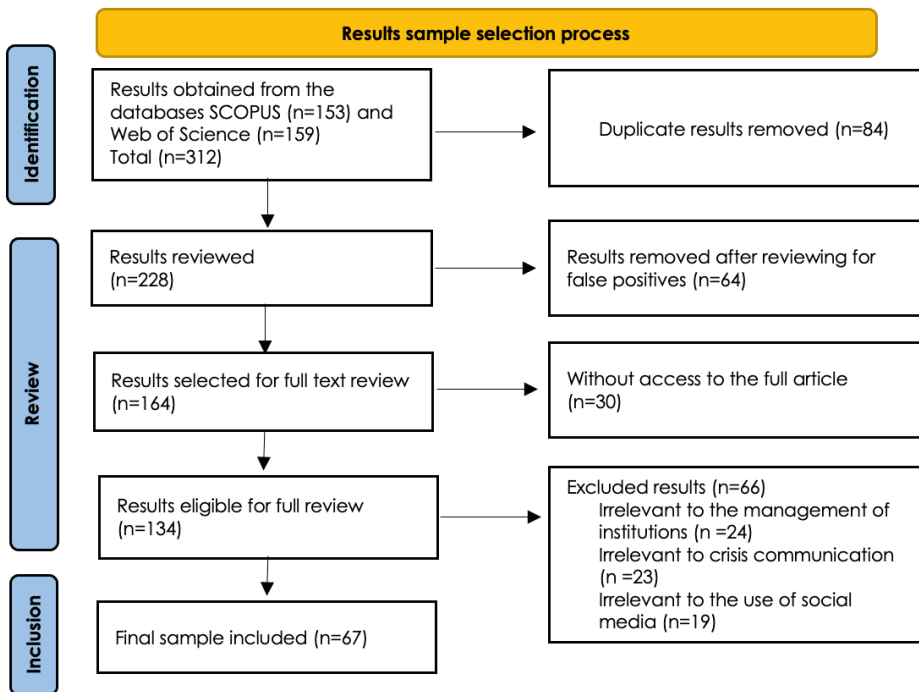 Results sample selection process
Identification
Results obtained from the
databases SCOPUS (n=153) and
Web of Science (n=159)
Total (n=312)
Duplicate results removed (n=84)
Review
Results reviewed
(n=228)
Results removed after reviewing for
false positives (n=64)
Results selected for full text review
(n=164)
Without access to the full article
(n=30)
Results eligible for full review
(n=134)
Excluded results (n=66)
Irrelevant to the management of
institutions (n =24)
Irrelevant to crisis communication
(n =23)
Irrelevant to the use of social
media (n=19)
Inclusion
Final sample included (n=67)